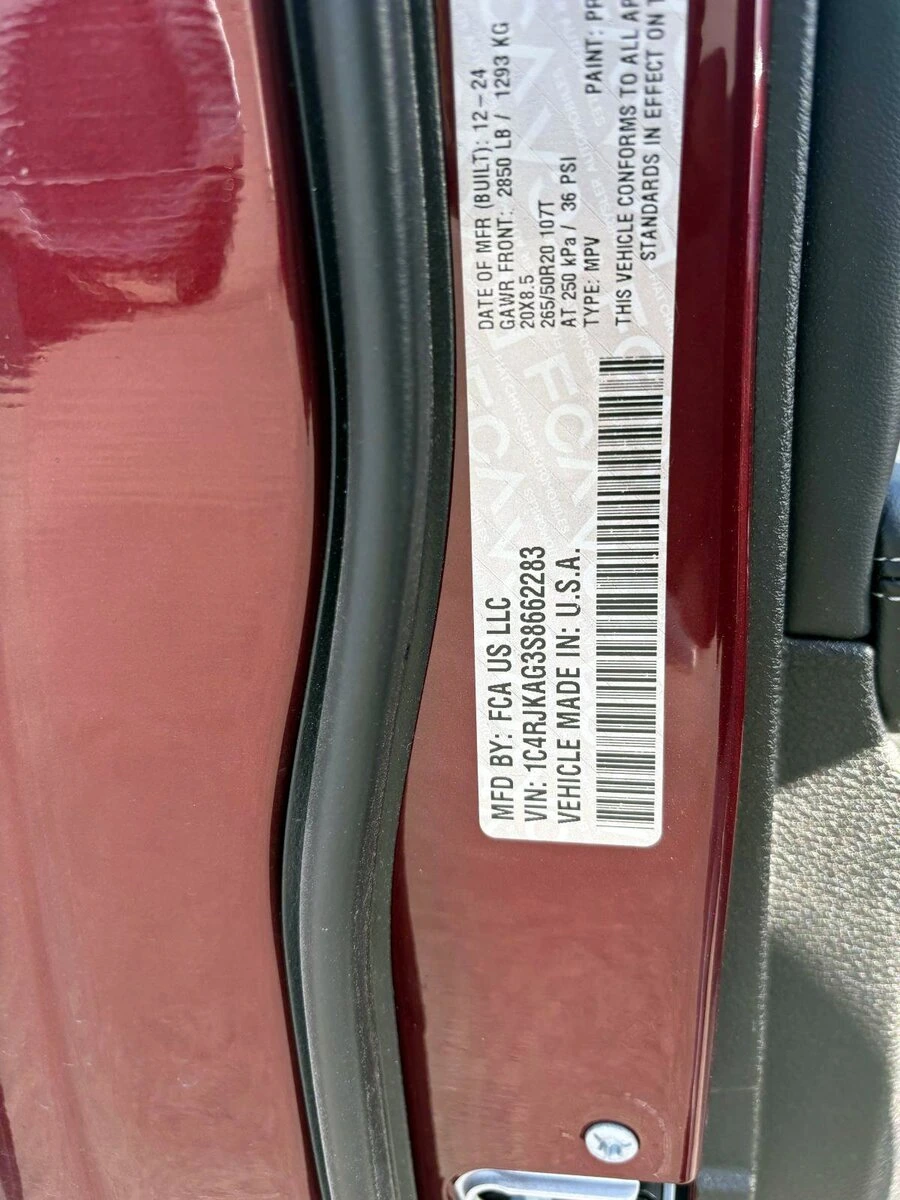 MFD BY: FCA US LLC
VIN: 1C4RJKAG3S8662283
VEHICLE MADE IN: U.S.A.
DATE OF MFR (BUILT): 12-24
GAWR FRONT: 2850 LB / 1293 KG
20X8.5
265/50R20 107T
AT 250 kPa / 36 PSI
TYPE: MPV PAINT:
THIS VEHICLE CONFORMS TO ALL
STANDARDS IN EFFECT ON